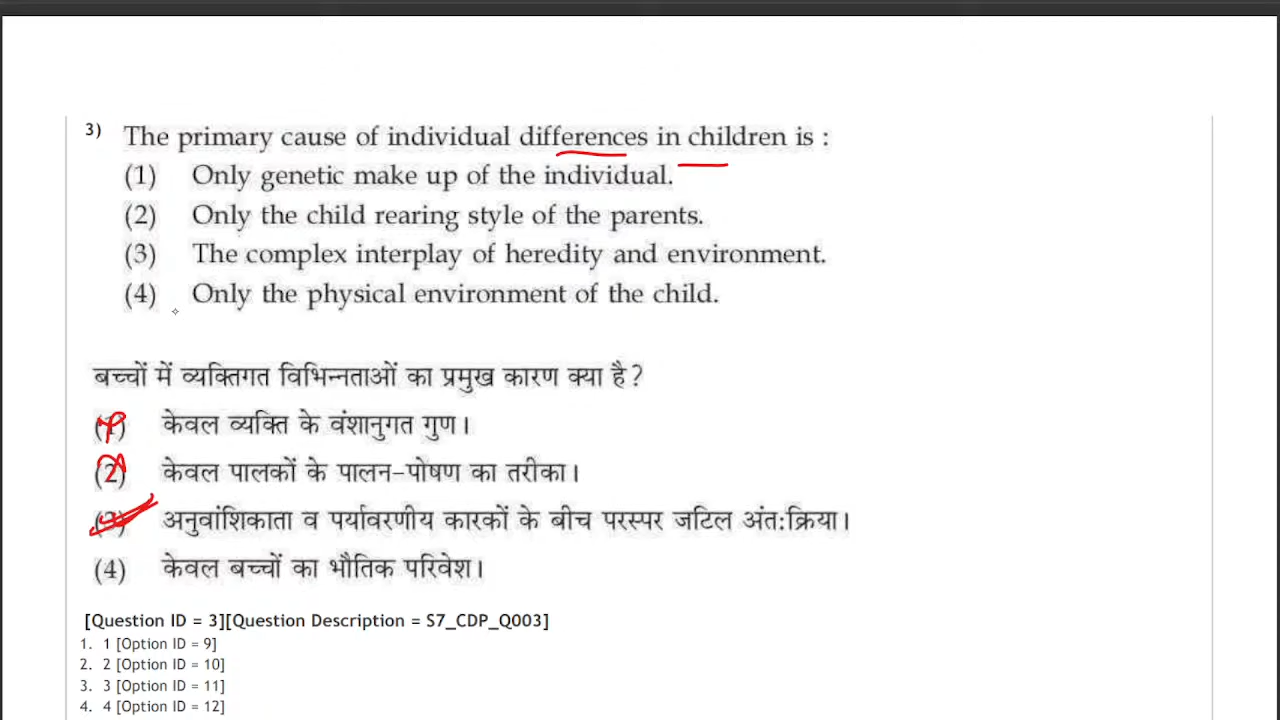 3) The primary cause of individual differences in children is :
(1) Only genetic make up of the individual.
(2) Only the child rearing style of the parents.
(3) The complex interplay of heredity and environment.
(4) Only the physical environment of the child.
बच्चों में व्यक्तिगत विभिन्नताओं का प्रमुख कारण क्या है?
(1) केवल व्यक्ति के वंशानुगत गुण।
(2) केवल पालकों के पालन-पोषण का तरीका।
(3) अनुवांशिकाता व पर्यावरणीय कारकों के बीच परस्पर जटिल अंत:क्रिया।
(4) केवल बच्चों का भौतिक परिवेश।
[Question ID = 3][Question Description = S7_CDP_Q003]
1. 1 [Option ID = 9]
2. 2 [Option ID = 10]
3. 3 [Option ID = 11]
4. 4 [Option ID = 12]